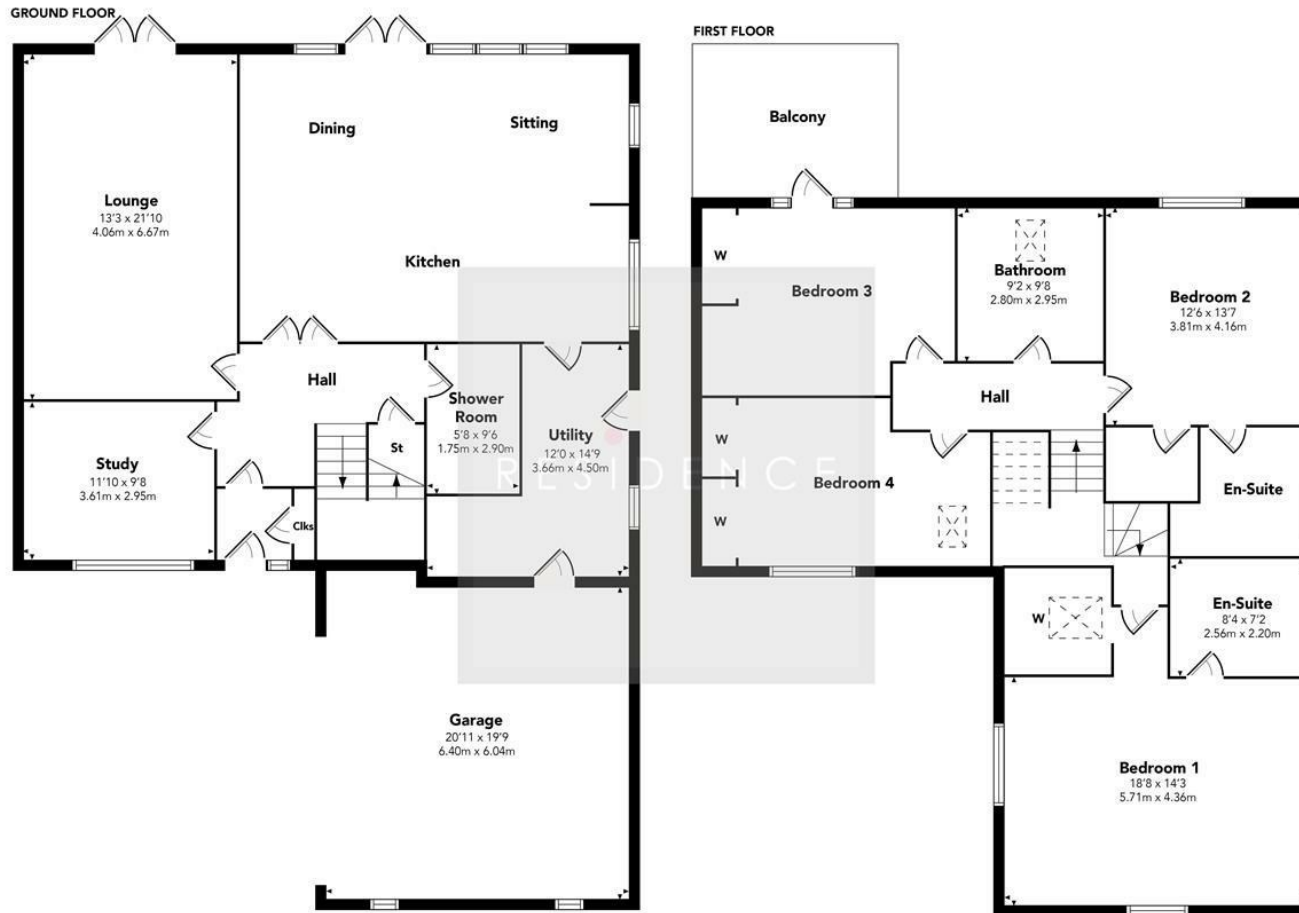 GROUND FLOOR
Lounge
13'3 x 21'10
4.06m x 6.67m
Dining
Sitting
Kitchen
Hall
Shower
Room
5'8 x 9'6
1.75m x 2.90m
Utility
12'0 x 14'9
3.66m x 4.50m
St
Study
11'10 x 9'8
3.61m x 2.95m
Clks
Garage
20'11 x 19'9
6.40m x 6.04m
RESIDENCE
FIRST FLOOR
Balcony
W
Bedroom 3
Bathroom
9'2 x 9'8
2.80m x 2.95m
Bedroom 2
12'6 x 13'7
3.81m x 4.16m
Hall
W
Bedroom 4
W
En-Suite
En-Suite
8'4 x 7'2
2.56m x 2.20m
W
Bedroom 1
18'8 x 14'3
5.71m x 4.36m